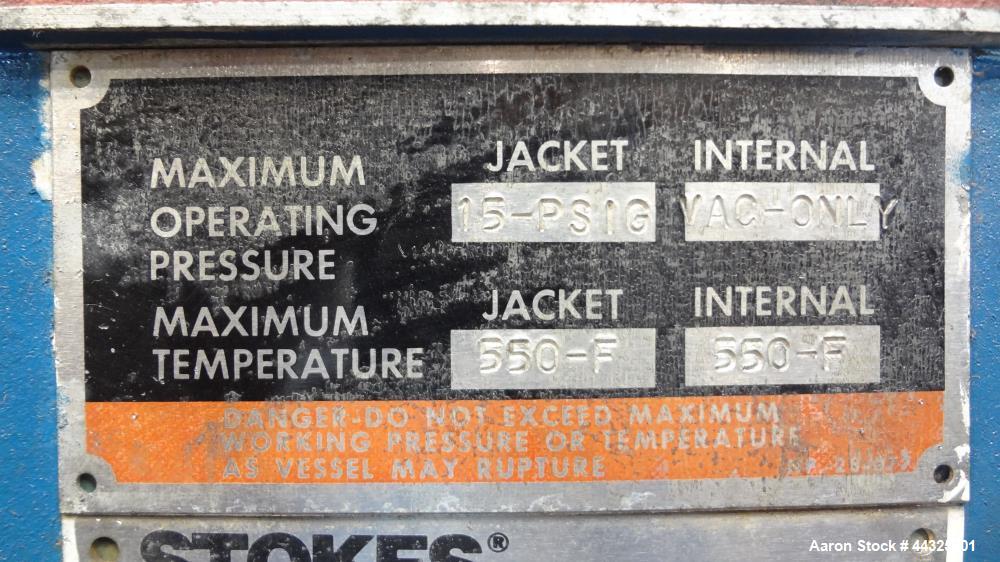 JACKET INTERNAL
MAXIMUM
OPERATING
PRESSURE
15-PSIG VAC-ONLY
JACKET INTERNAL
MAXIMUM
TEMPERATURE
550-F 550-F
DANGER-DO NOT EXCEED MAXIMUM
WORKING PRESSURE OR TEMPERATURE
AS VESSEL MAY RUPTURE
STOKES®
Aaron Stock #